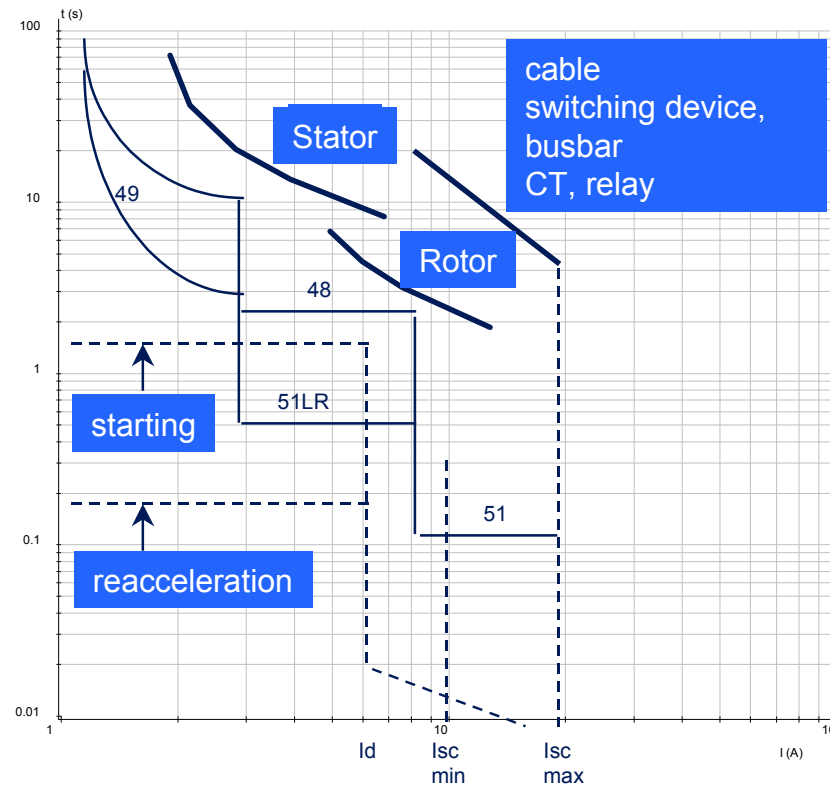 t (s)
100
cable
switching device,
busbar
CT, relay
Stator
10
49
Rotor
48
1
51LR
starting
51
0.1
reacceleration
0.01
1
10
10
Id
Isc
min
Isc
max
I (A)